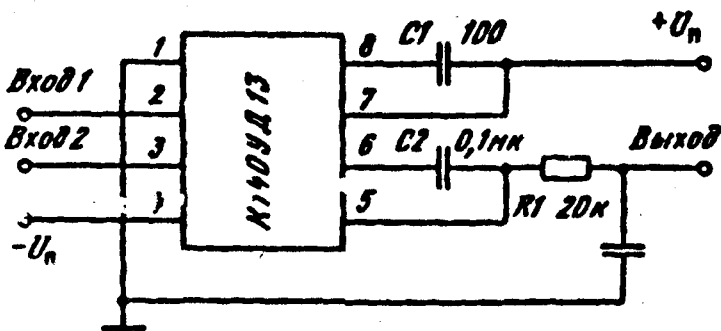 C1 100 +Uп
1 8
Вход 1
2 7
Вход 2
3 6 C2 0,1мк Выход
К140УД13
5 R1 20к
-Uп